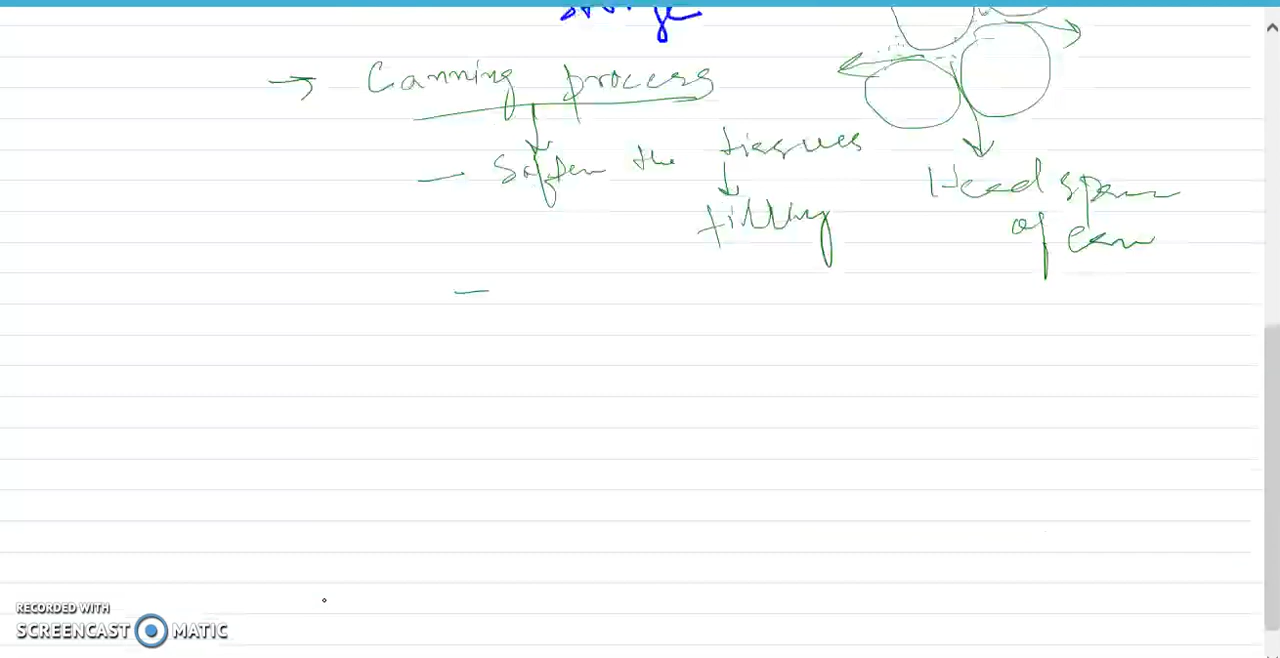 → Canning process
— Soften the tissues
filling
Head space
of can
—
RECORDED WITH
SCREENCAST MATIC